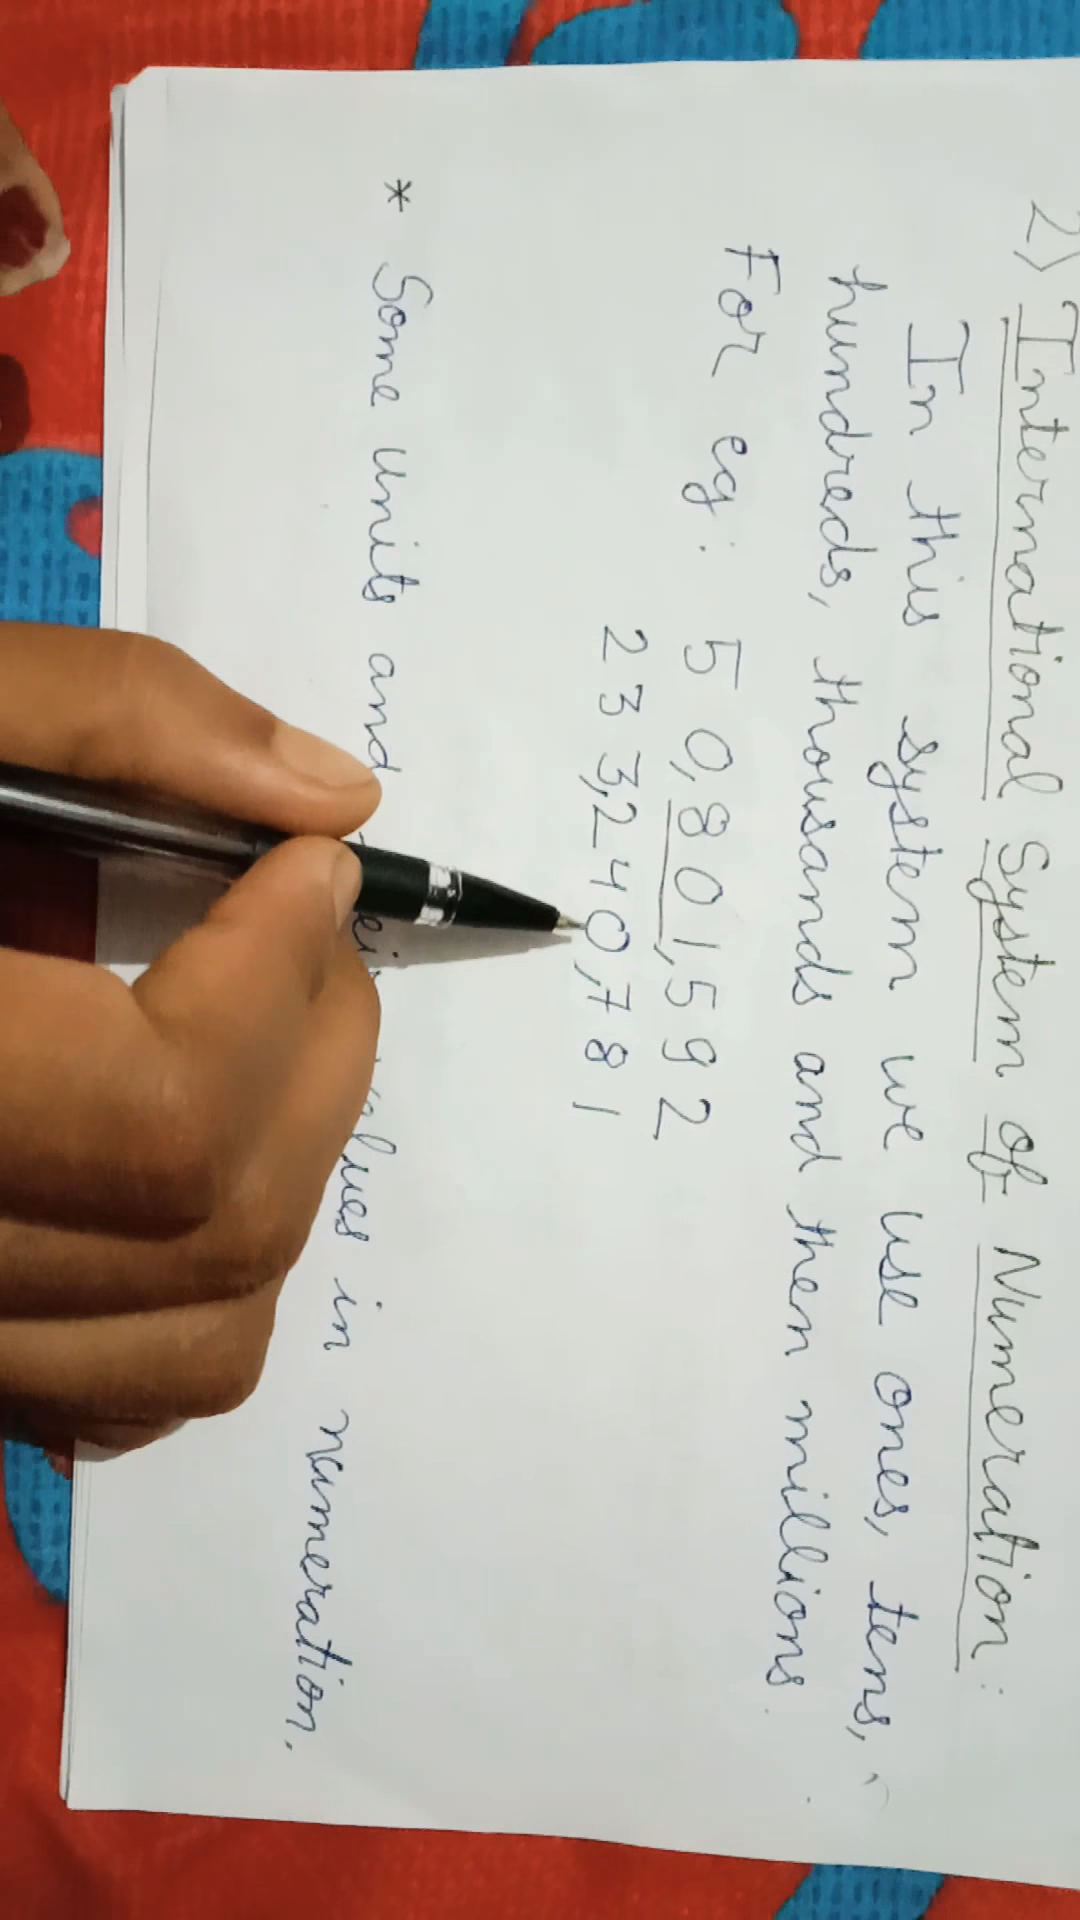 2) International System of Numeration:
In this system we use ones, tens,
hundreds, thousands and then millions.
For eg: 50,801,592
233,240,781
* Some units and values in numeration.